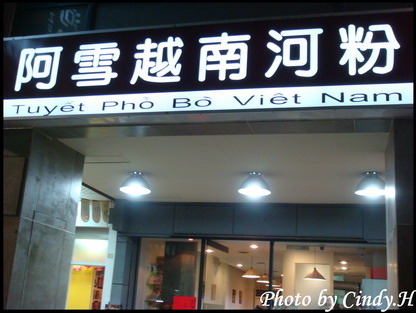 阿雪越南河粉
Tuyết Phở Bò Việt Nam
Photo by Cindy.H